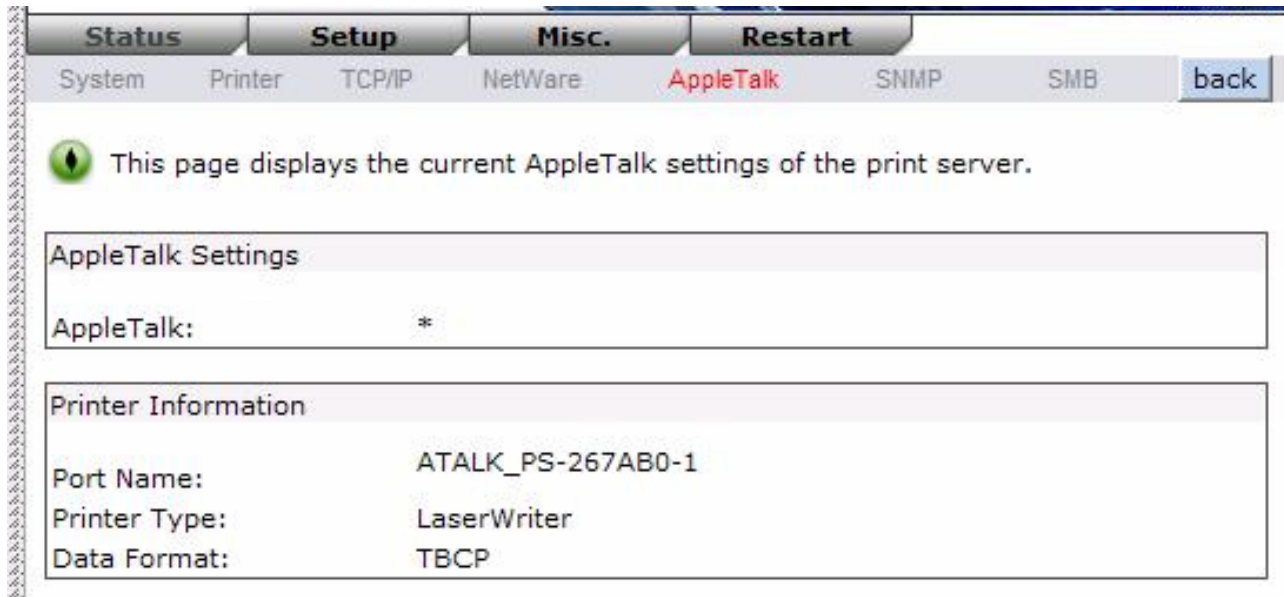 Status Setup Misc. Restart
System Printer TCP/IP NetWare AppleTalk SNMP SMB back
This page displays the current AppleTalk settings of the print server.
AppleTalk Settings
AppleTalk: *
Printer Information
Port Name: ATALK_PS-267AB0-1
Printer Type: LaserWriter
Data Format: TBCP